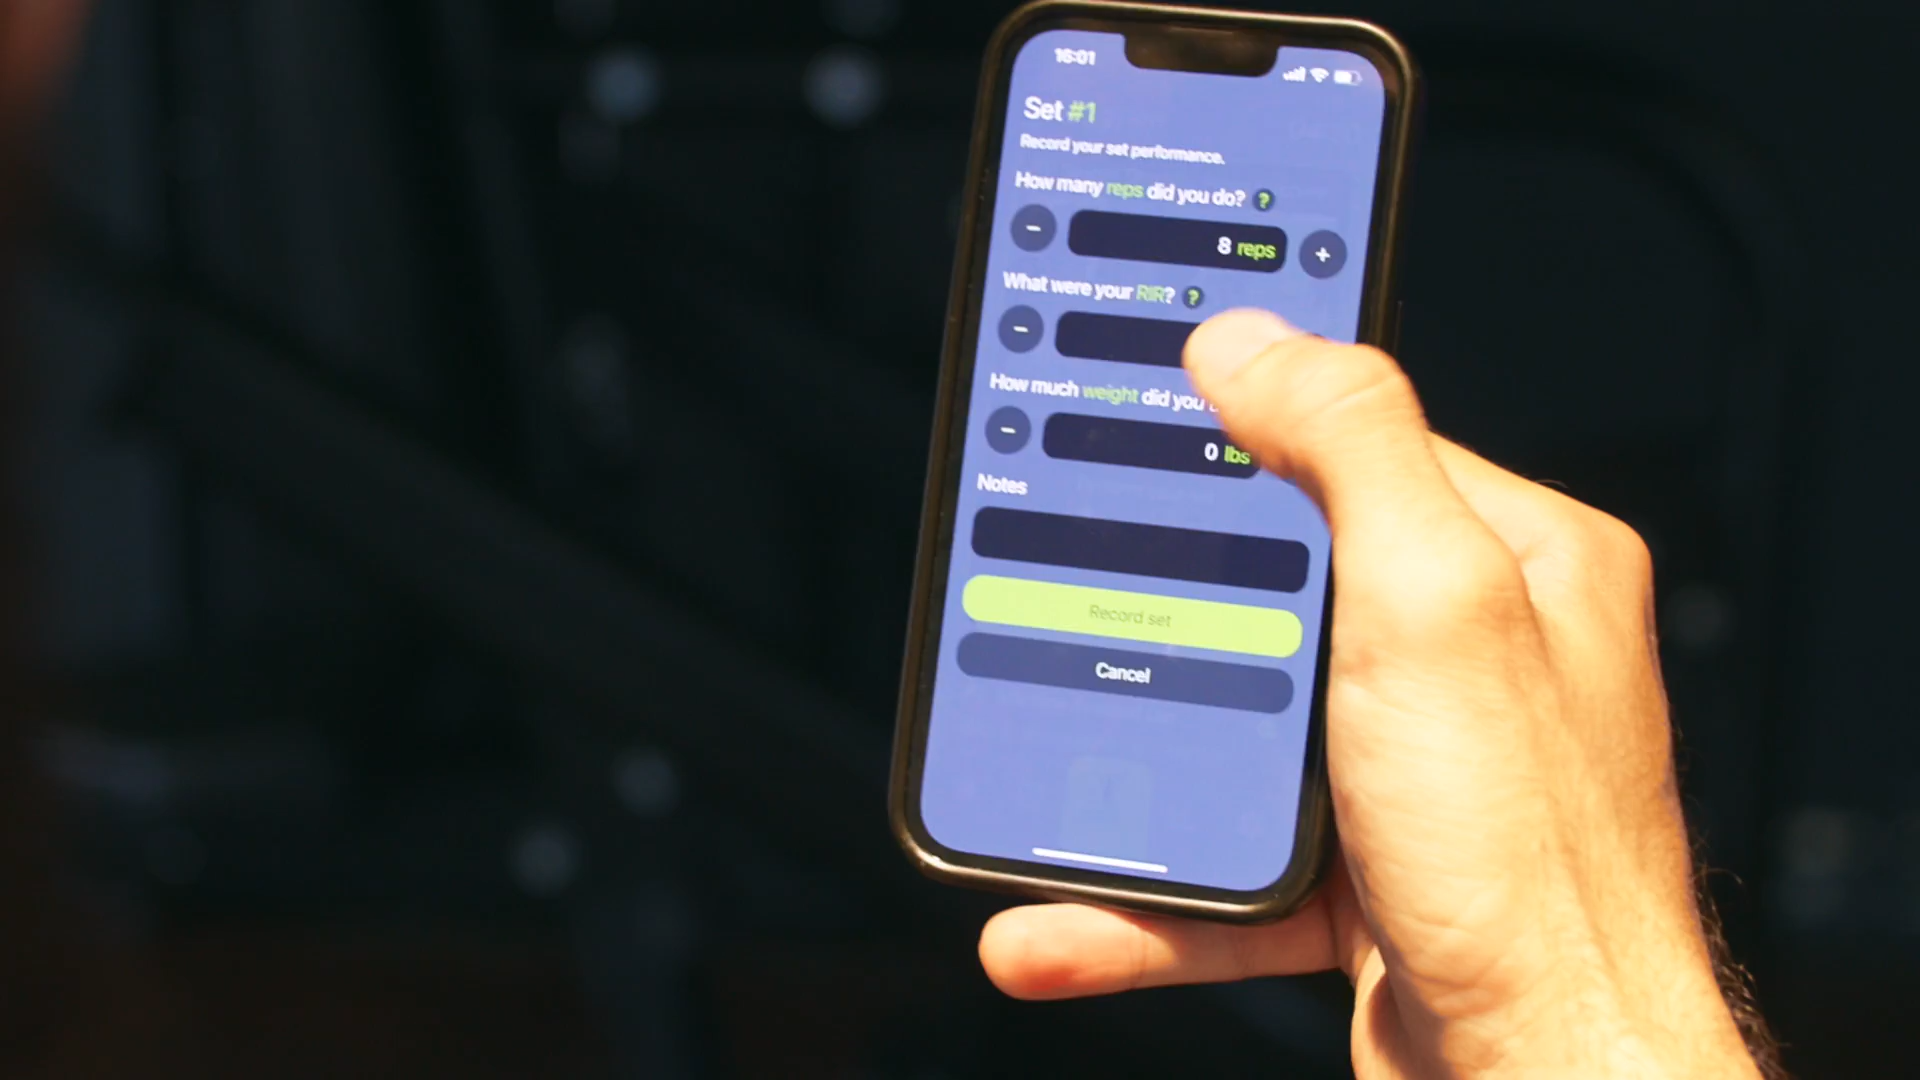 16:01
Set #1
Record your set performance.
How many reps did you do? ?
− 8 reps +
What were your RIR? ?
−
How much weight did you
− 0 lbs
Notes
Record set
Cancel